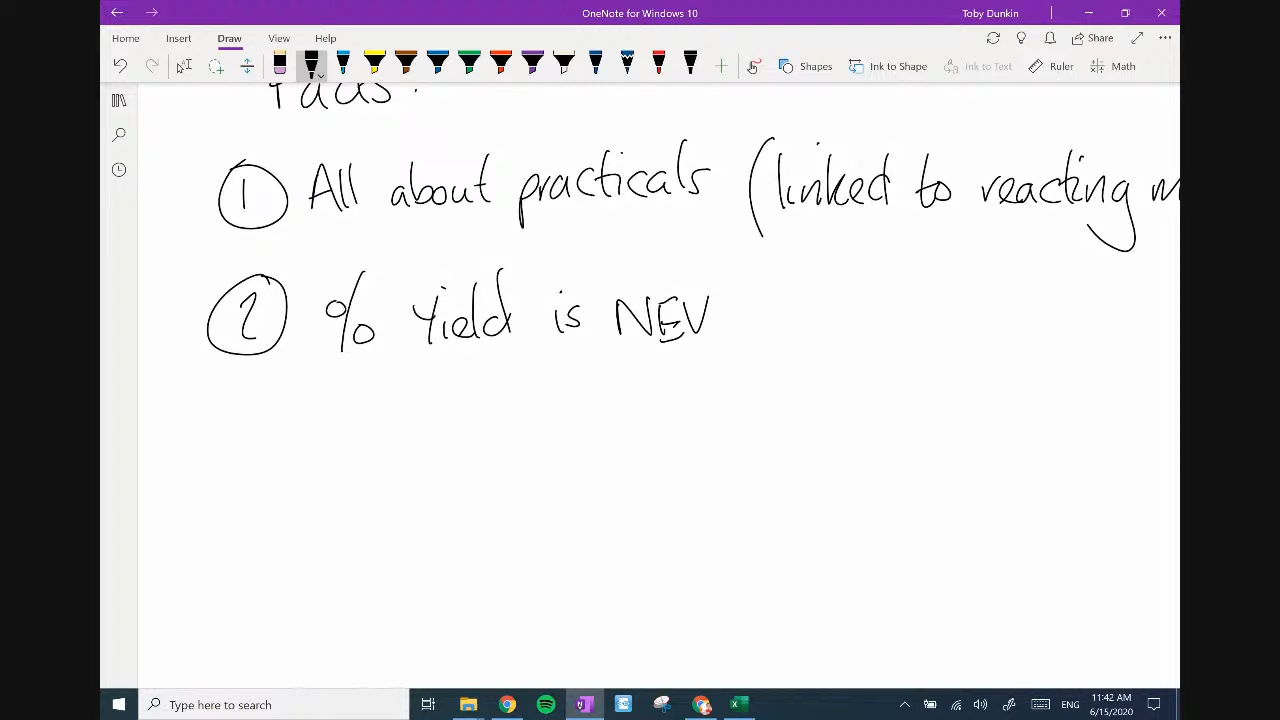 OneNote for Windows 10
Toby Dunkin
Home Insert Draw View Help
Share
Shapes Ink to Shape Ink to Text Ruler Math
① All about practicals (linked to reacting m
② % yield is NEV
Type here to search
ENG
11:42 AM
6/15/2020